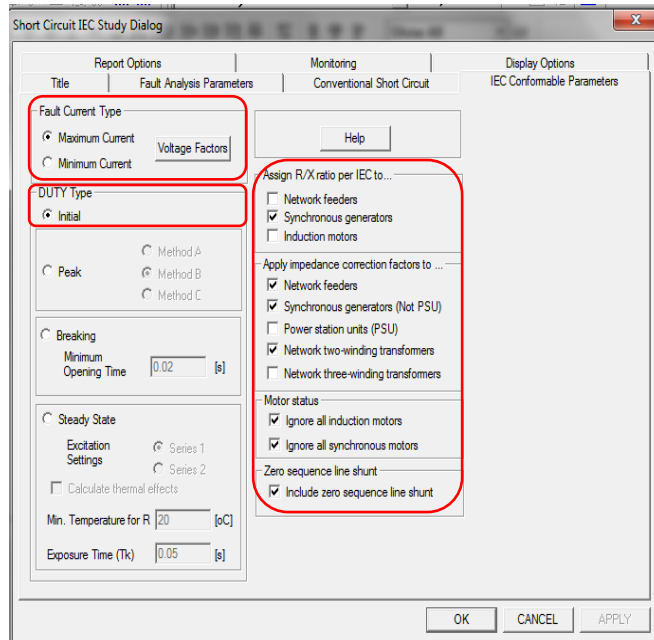 Short Circuit IEC Study Dialog
Report Options
Monitoring
Display Options
Title
Fault Analysis Parameters
Conventional Short Circuit
IEC Conformable Parameters
Fault Current Type
Maximum Current
Voltage Factors
Minimum Current
DUTY Type
Initial
Peak
Method A
Method B
Method C
Breaking
Minimum
Opening Time
0.02
[s]
Steady State
Excitation
Settings
Series 1
Series 2
Calculate thermal effects
Min. Temperature for R
20
[oC]
Exposure Time (Tk)
0.05
[s]
Help
Assign R/X ratio per IEC to...
Network feeders
Synchronous generators
Induction motors
Apply impedance correction factors to ...
Network feeders
Synchronous generators (Not PSU)
Power station units (PSU)
Network two-winding transformers
Network three-winding transformers
Motor status
Ignore all induction motors
Ignore all synchronous motors
Zero sequence line shunt
Include zero sequence line shunt
OK
CANCEL
APPLY